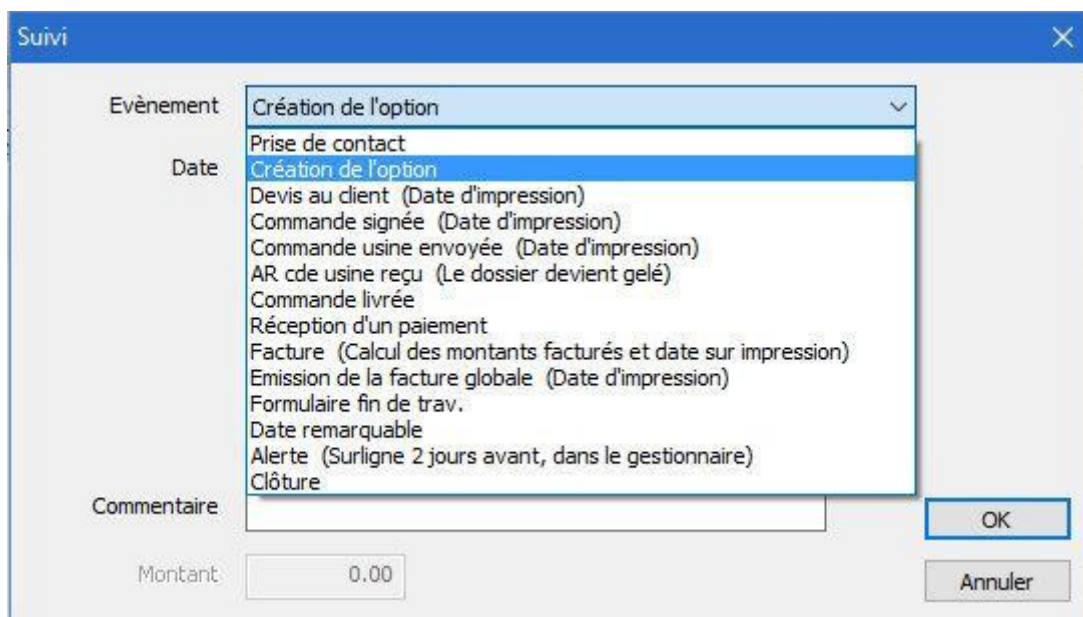 Suivi
Evènement
Création de l'option
Prise de contact
Date
Création de l'option
Devis au client (Date d'impression)
Commande signée (Date d'impression)
Commande usine envoyée (Date d'impression)
AR cde usine reçu (Le dossier devient gelé)
Commande livrée
Réception d'un paiement
Facture (Calcul des montants facturés et date sur impression)
Emission de la facture globale (Date d'impression)
Formulaire fin de trav.
Date remarquable
Alerte (Surligne 2 jours avant, dans le gestionnaire)
Clôture
Commentaire
OK
Montant
0.00
Annuler